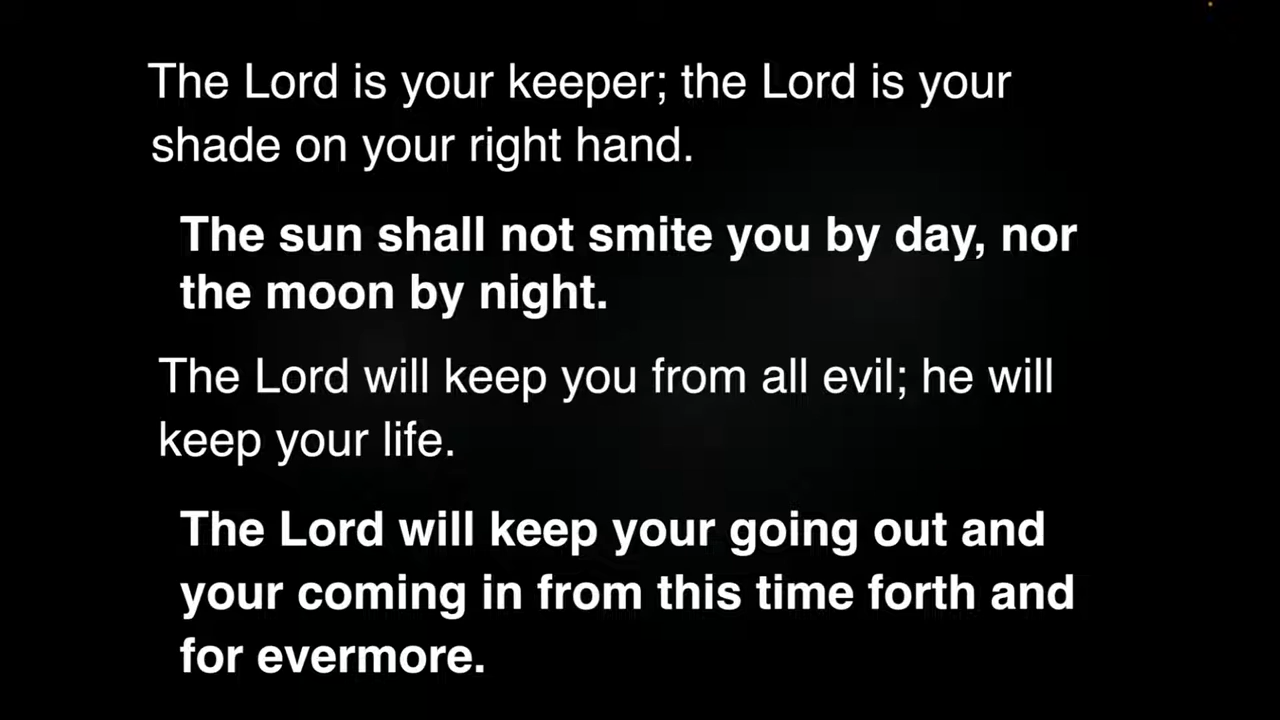 The Lord is your keeper; the Lord is your
shade on your right hand.
The sun shall not smite you by day, nor
the moon by night.
The Lord will keep you from all evil; he will
keep your life.
The Lord will keep your going out and
your coming in from this time forth and
for evermore.